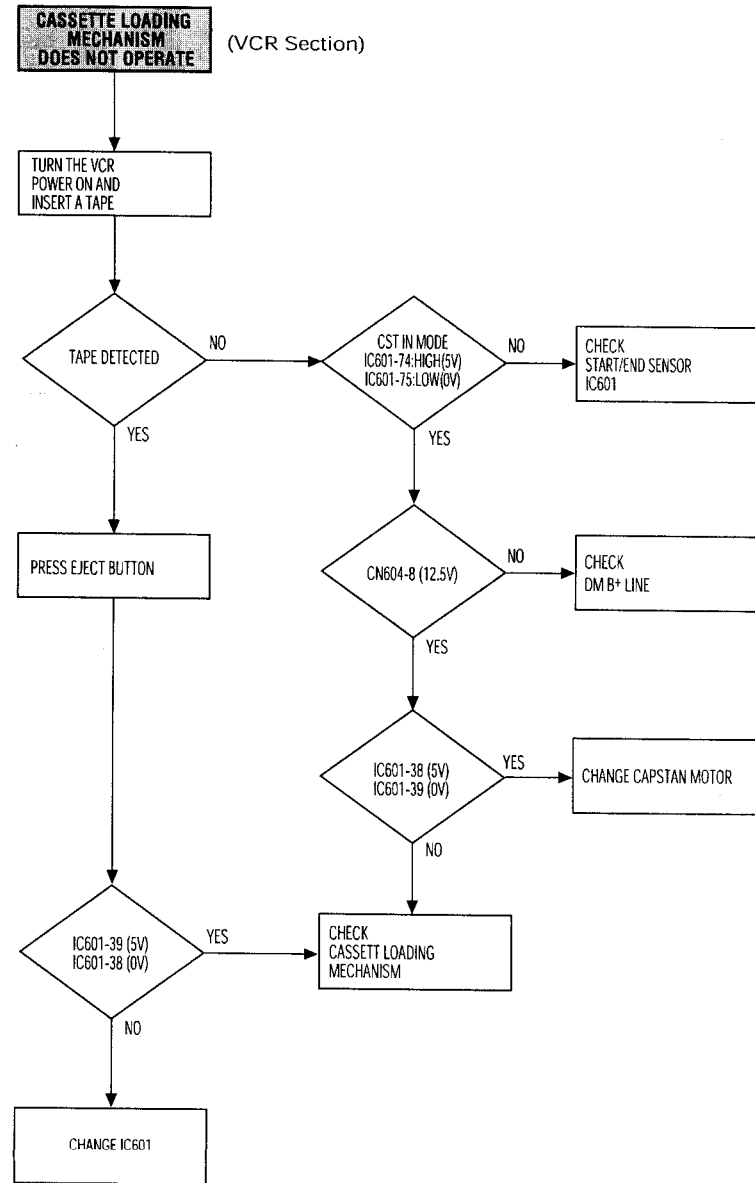 CASSETTE LOADING
MECHANISM
DOES NOT OPERATE
(VCR Section)
TURN THE VCR
POWER ON AND
INSERT A TAPE
TAPE DETECTED
NO
YES
CST IN MODE
IC601-74:HIGH(5V)
IC601-75:LOW(0V)
NO
YES
CHECK
START/END SENSOR
IC601
PRESS EJECT BUTTON
CN604-8 (12.5V)
NO
YES
CHECK
DM B+ LINE
IC601-38 (5V)
IC601-39 (0V)
YES
NO
CHANGE CAPSTAN MOTOR
IC601-39 (5V)
IC601-38 (0V)
YES
NO
CHECK
CASSETT LOADING
MECHANISM
CHANGE IC601